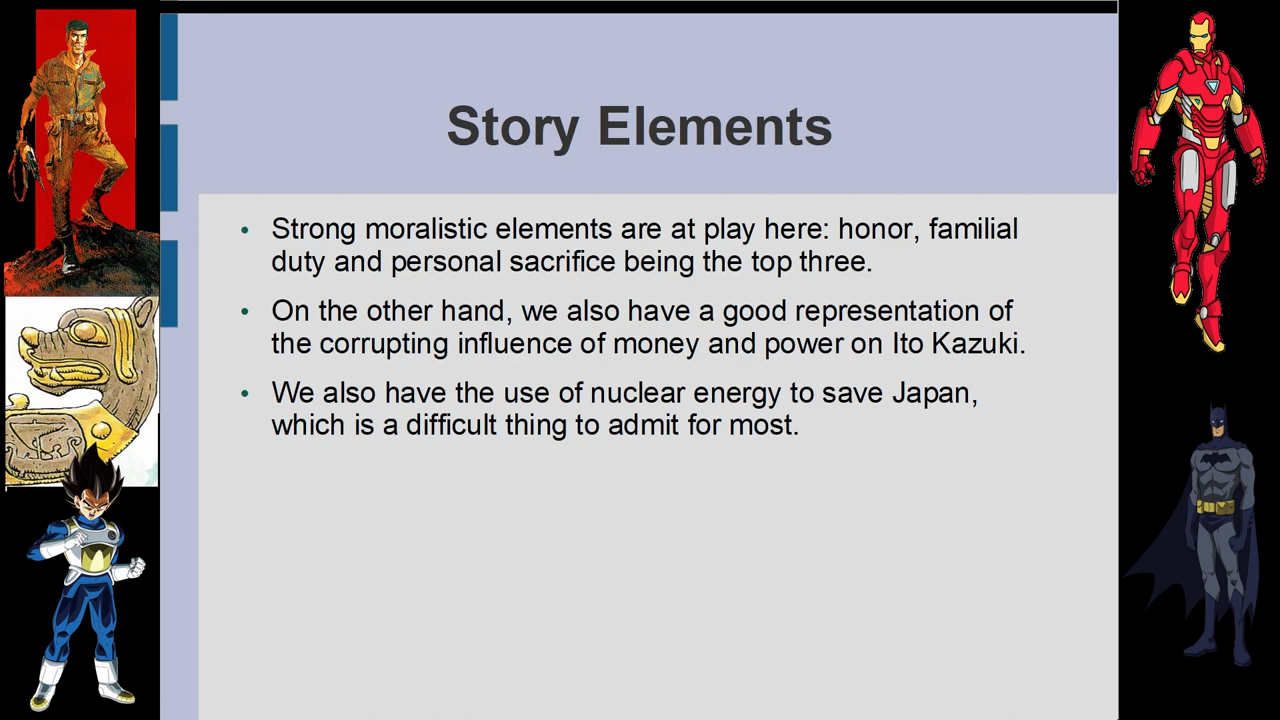 Story Elements
• Strong moralistic elements are at play here: honor, familial
duty and personal sacrifice being the top three.
• On the other hand, we also have a good representation of
the corrupting influence of money and power on Ito Kazuki.
• We also have the use of nuclear energy to save Japan,
which is a difficult thing to admit for most.